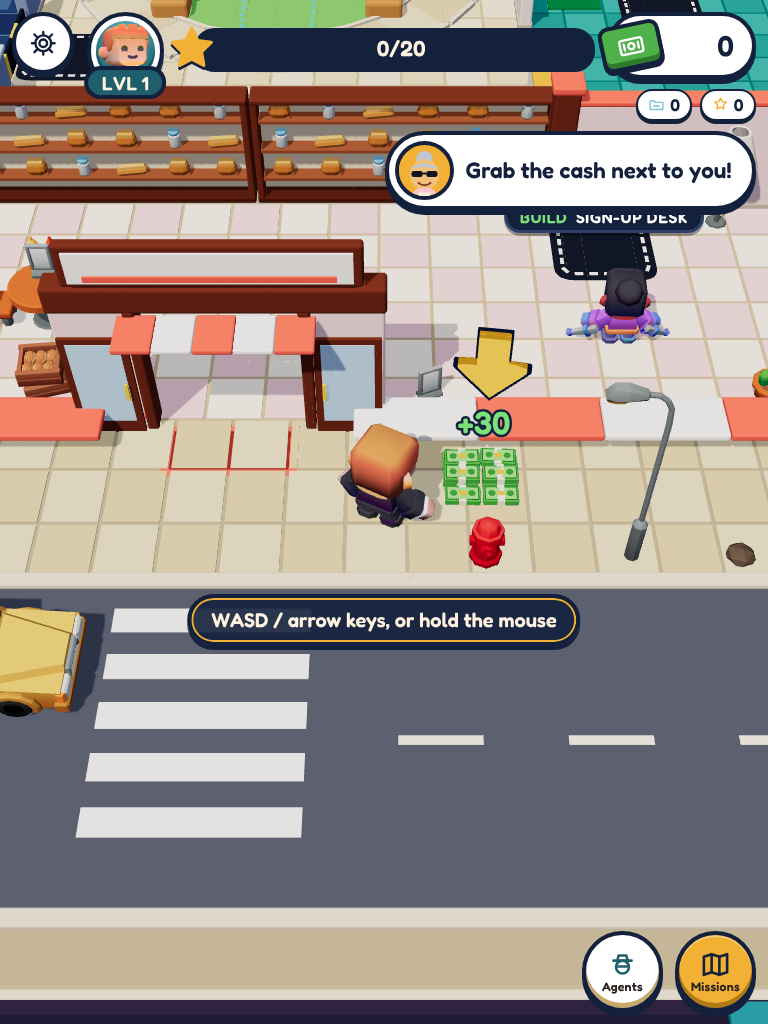 0/20
0
LVL 1
0
0
Grab the cash next to you!
BUILD SIGN-UP DESK
+30
WASD / arrow keys, or hold the mouse
Agents
Missions